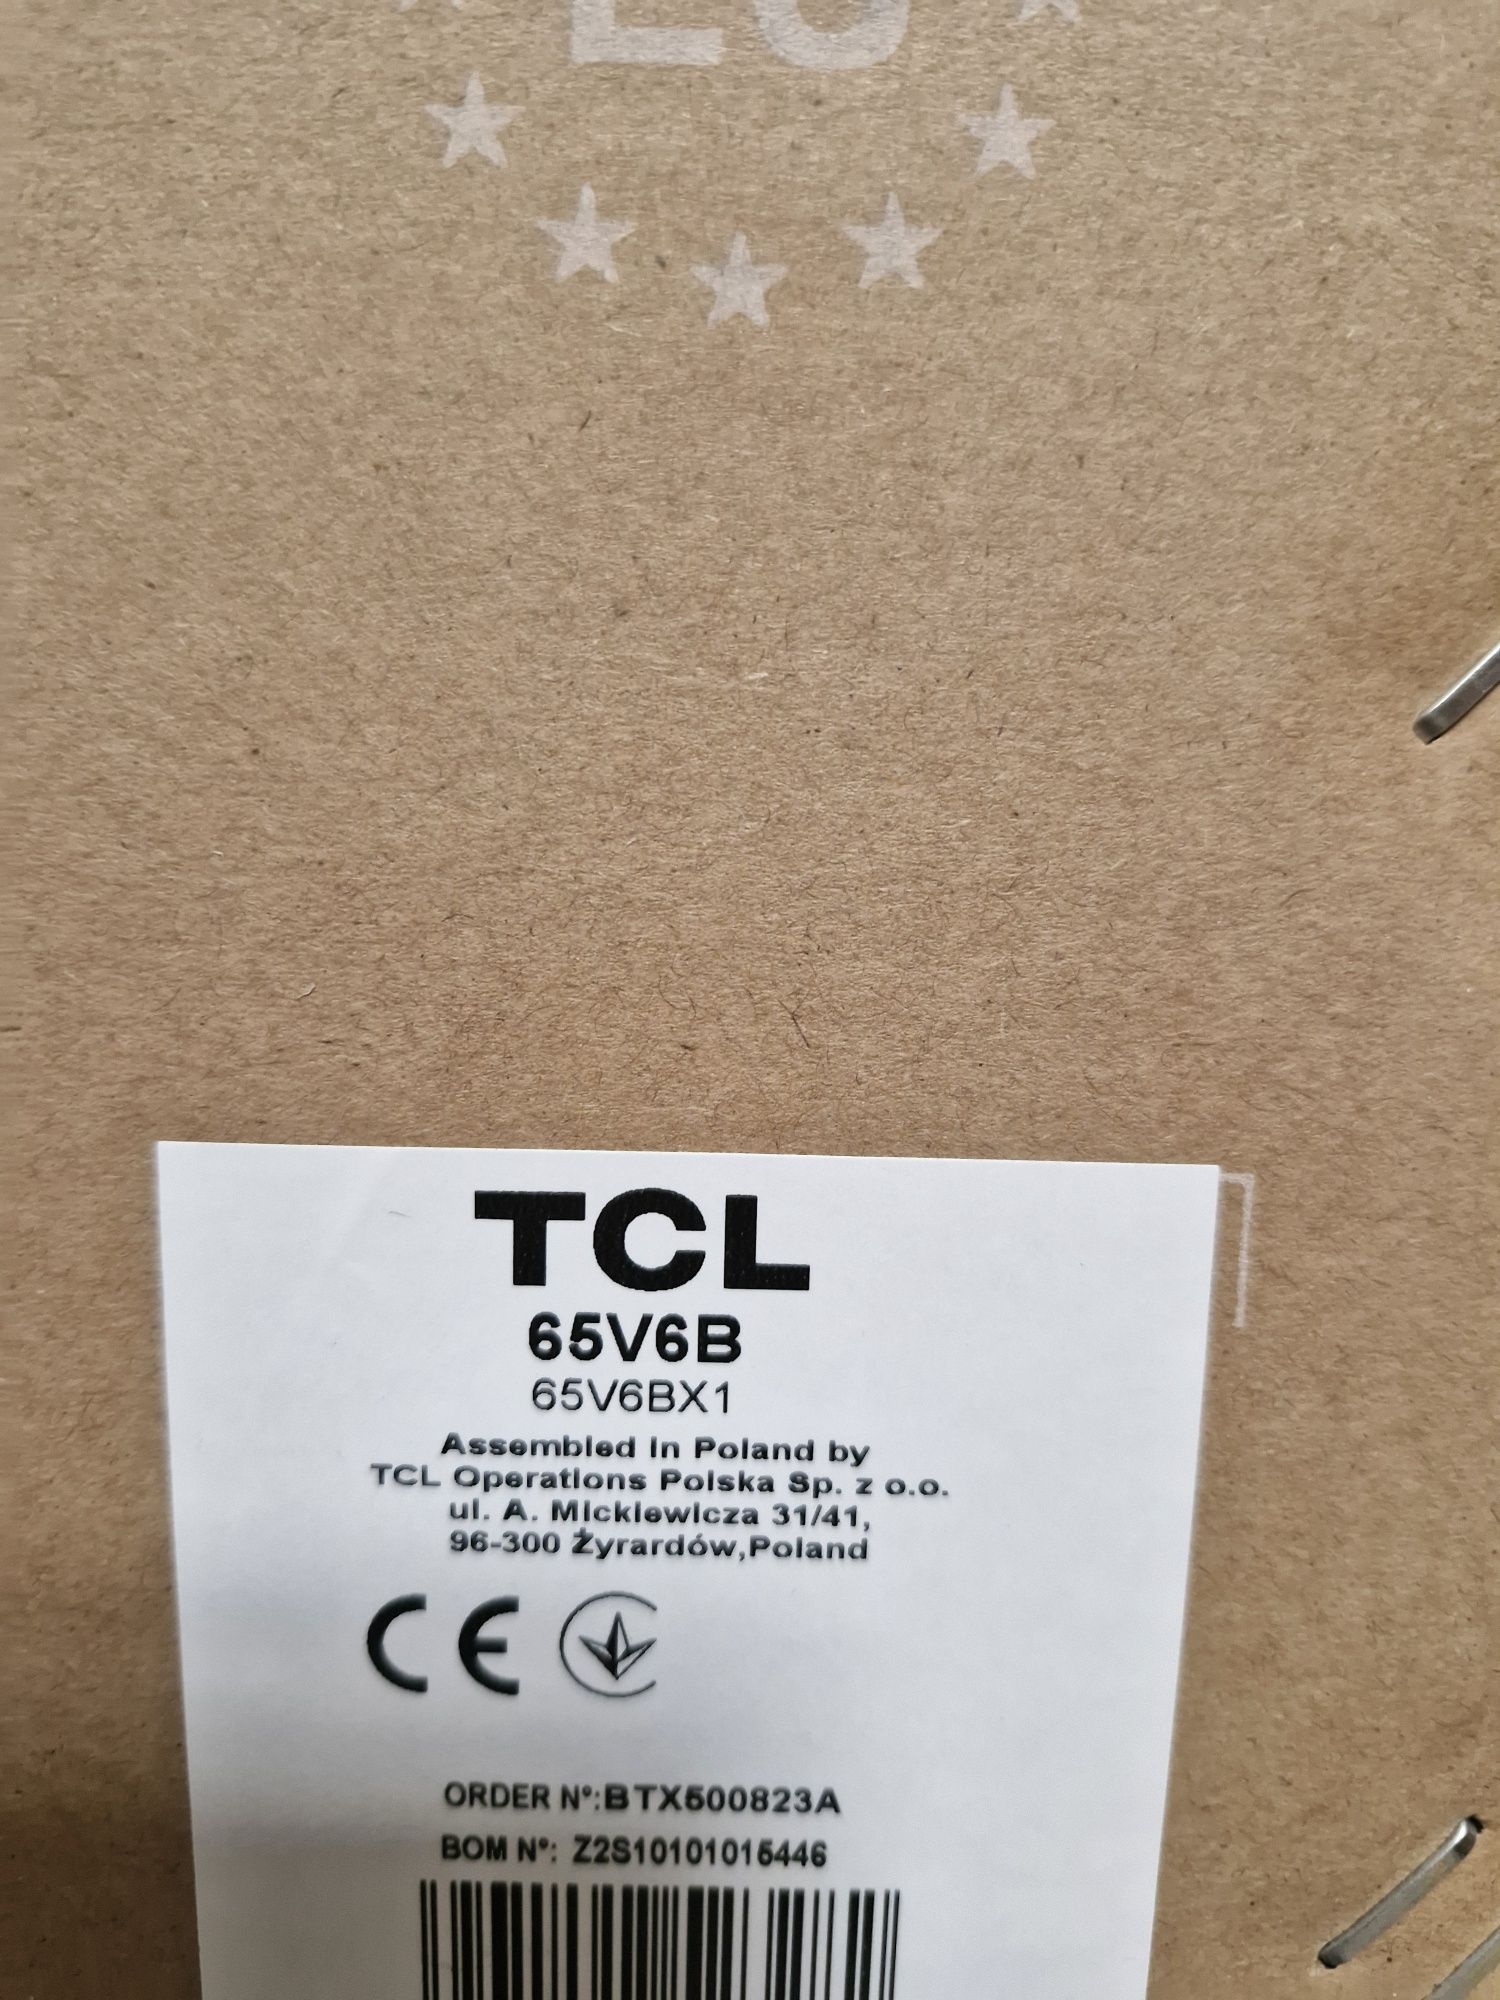 EU
TCL
65V6B
65V6BX1
Assembled in Poland by
TCL Operations Polska Sp. z o.o.
ul. A. Mickiewicza 31/41,
96-300 Żyrardów,Poland
CE
ORDER N°:BTX500823A
BOM N°: Z2S10101015446